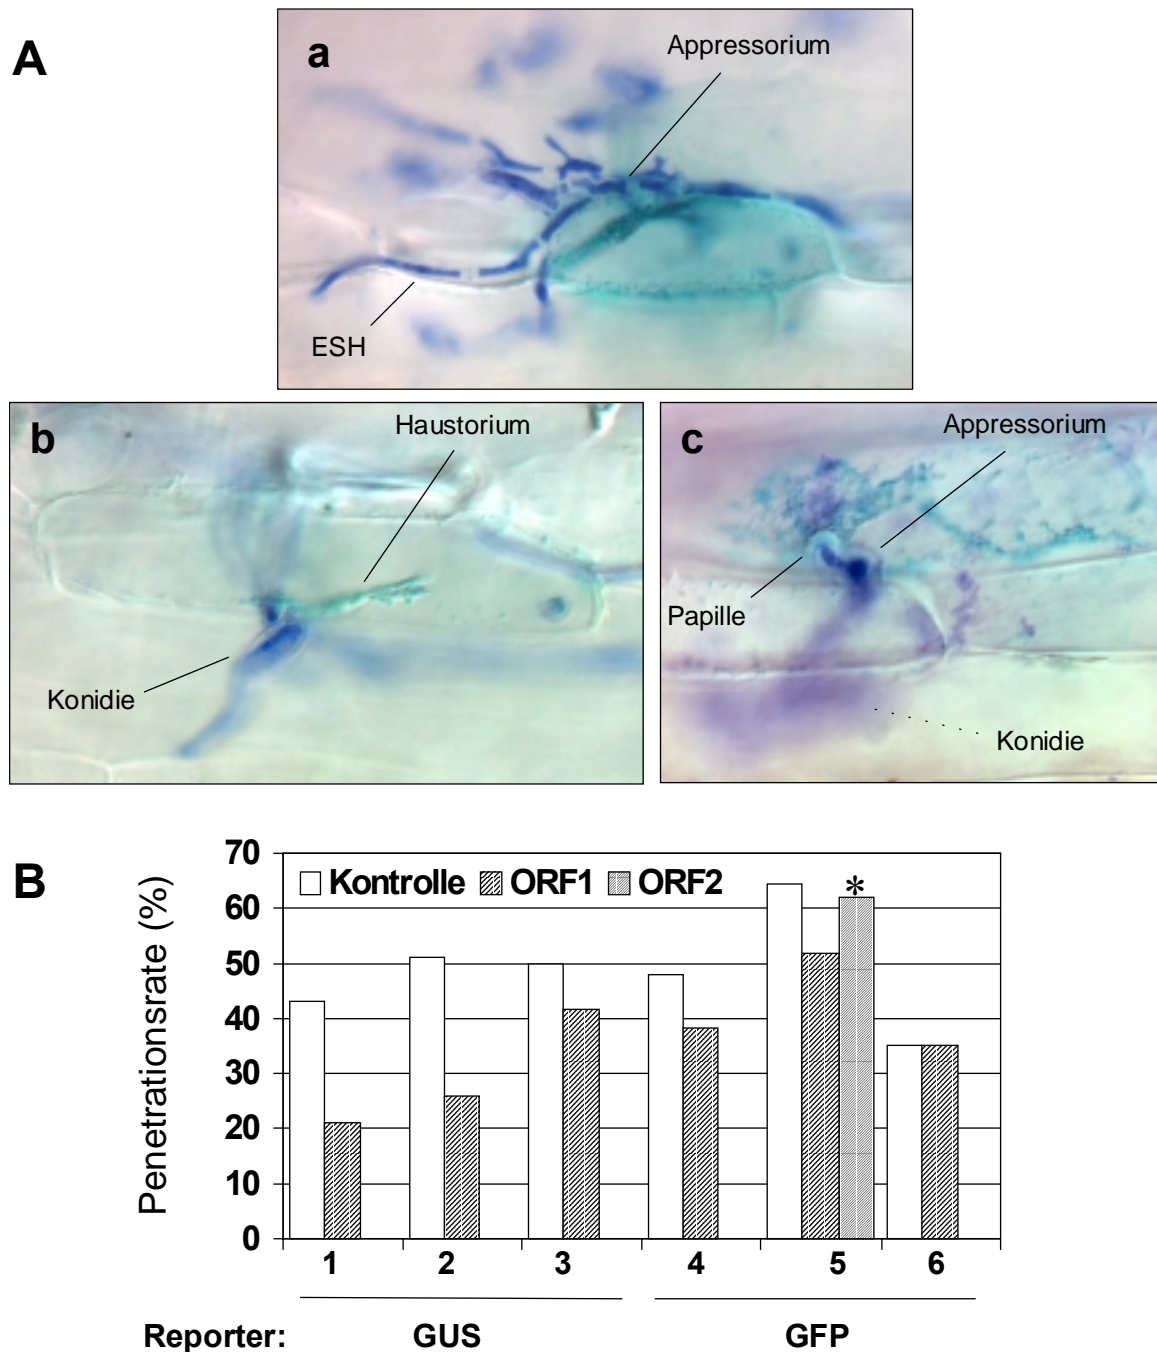 A
a
Appressorium
ESH
b
Haustorium
Konidie
c
Appressorium
Papille
Konidie
B
Penetrationsrate (%)
70
60
50
40
30
20
10
0
Kontrolle ORF1 ORF2
*
1 2 3 4 5 6
Reporter: GUS GFP